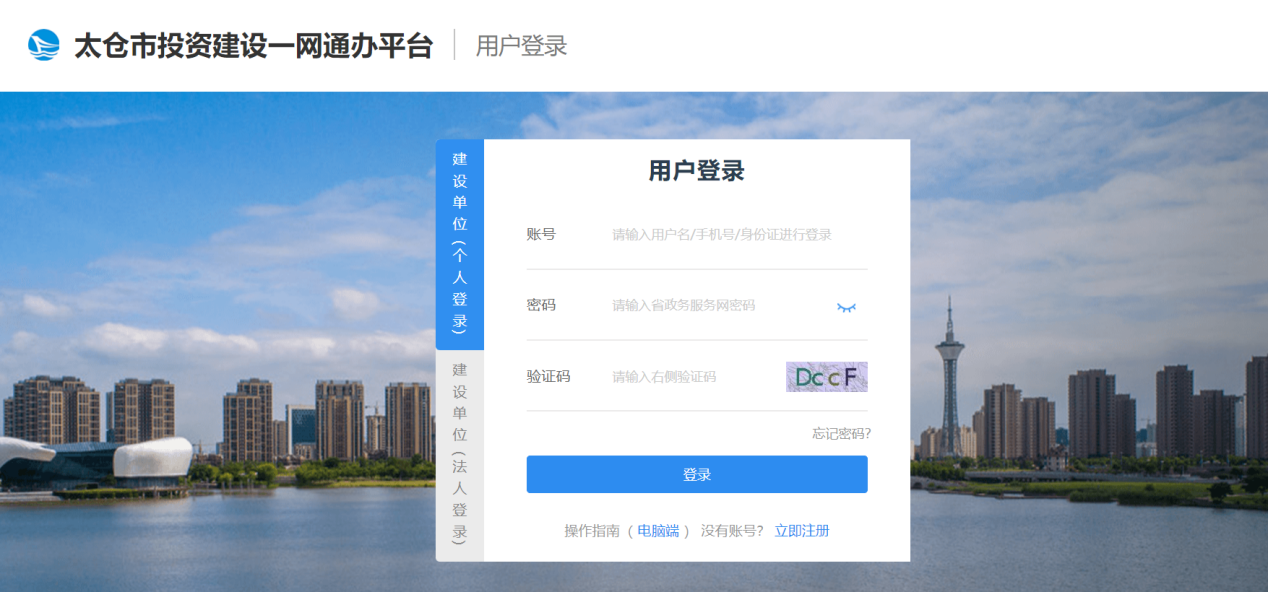 太仓市投资建设一网通办平台 用户登录
建设单位(个人登录)
建设单位(法人登录)
用户登录
账号 请输入用户名/手机号/身份证进行登录
密码 请输入省政务服务网密码
验证码 请输入右侧验证码 DccF
忘记密码?
登录
操作指南（电脑端）没有账号? 立即注册